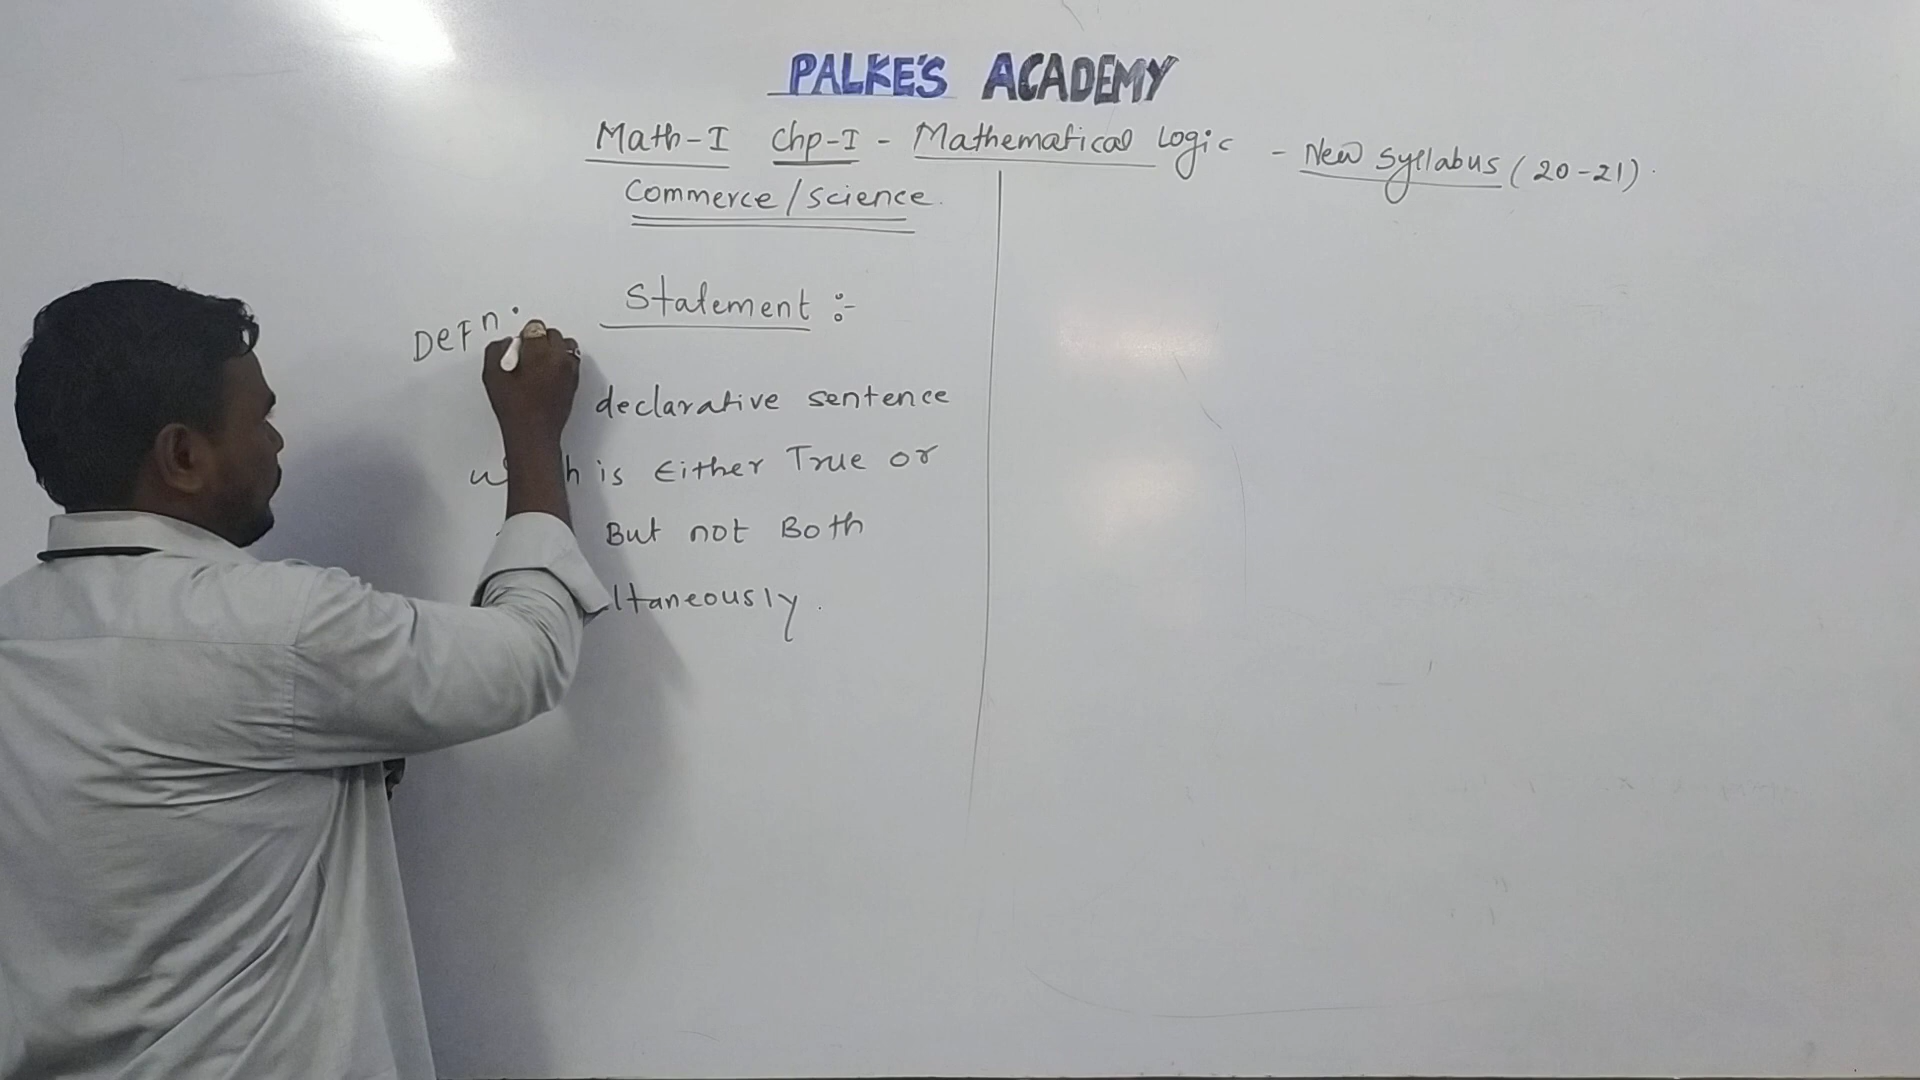 PALKE'S ACADEMY
Math-I Chp-I - Mathematical Logic - New Syllabus (20-21).
Commerce/science.
Statement :-
Defn.
declarative sentence
is Either True or
But not Both
ltaneously.